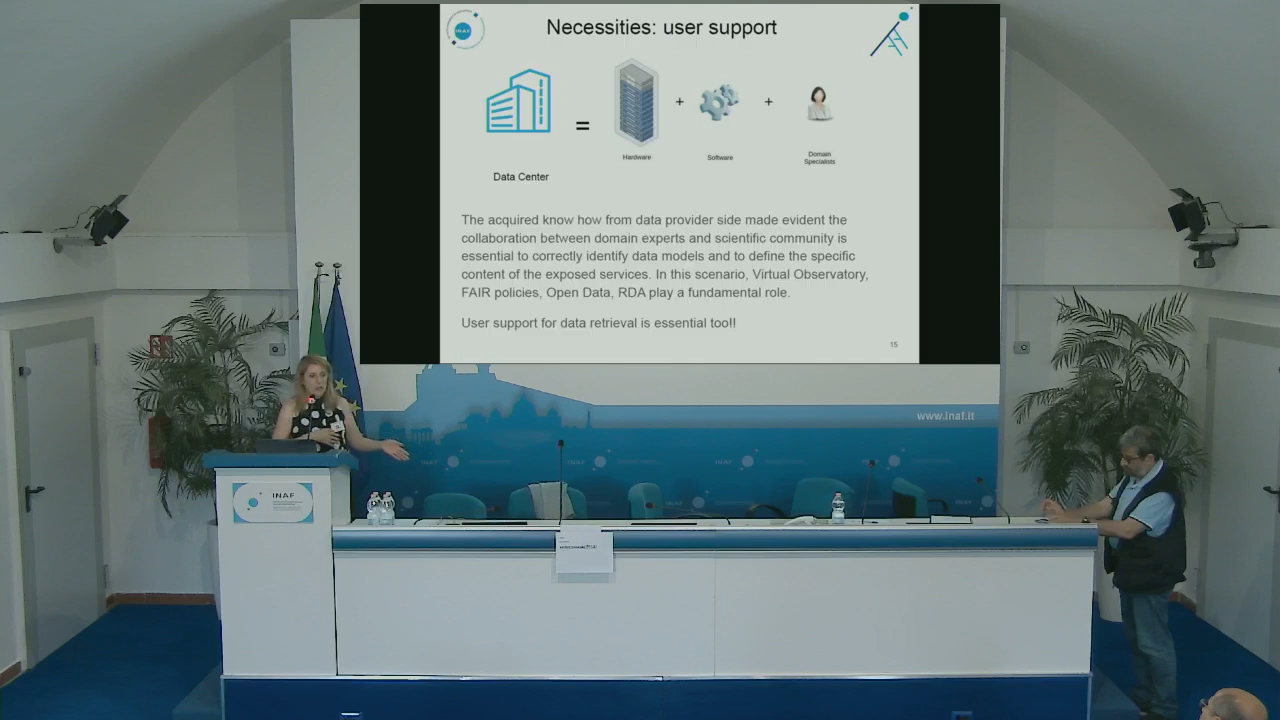 INAF
Necessities: user support
=
+
+
Hardware
Software
Domain
Specialists
Data Center
The acquired know how from data provider side made evident the
collaboration between domain experts and scientific community is
essential to correctly identify data models and to define the specific
content of the exposed services. In this scenario, Virtual Observatory,
FAIR policies, Open Data, RDA play a fundamental role.
User support for data retrieval is essential too!!
15
www.inaf.it
INAF